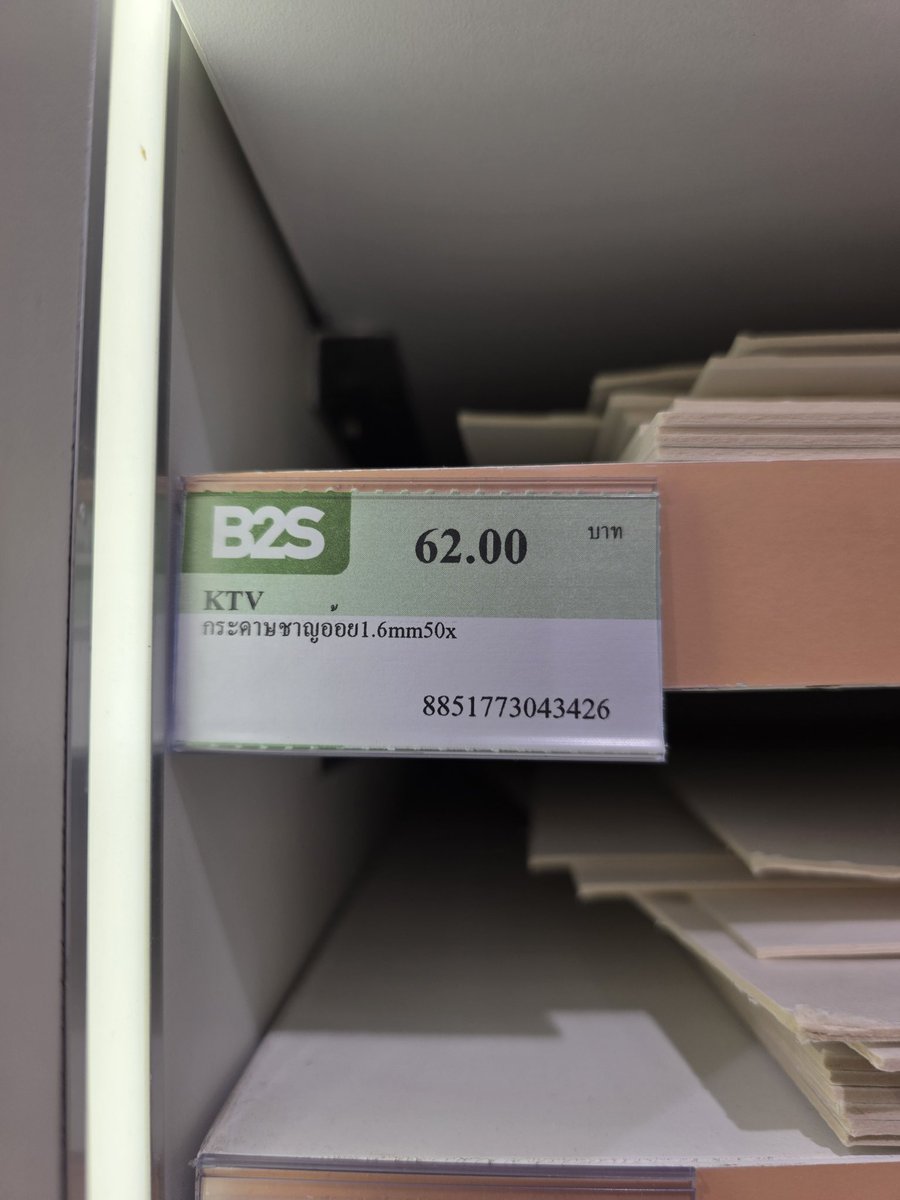 B2S
62.00 บาท
KTV
กระดาษชาญอ้อย1.6mm50x
8851773043426